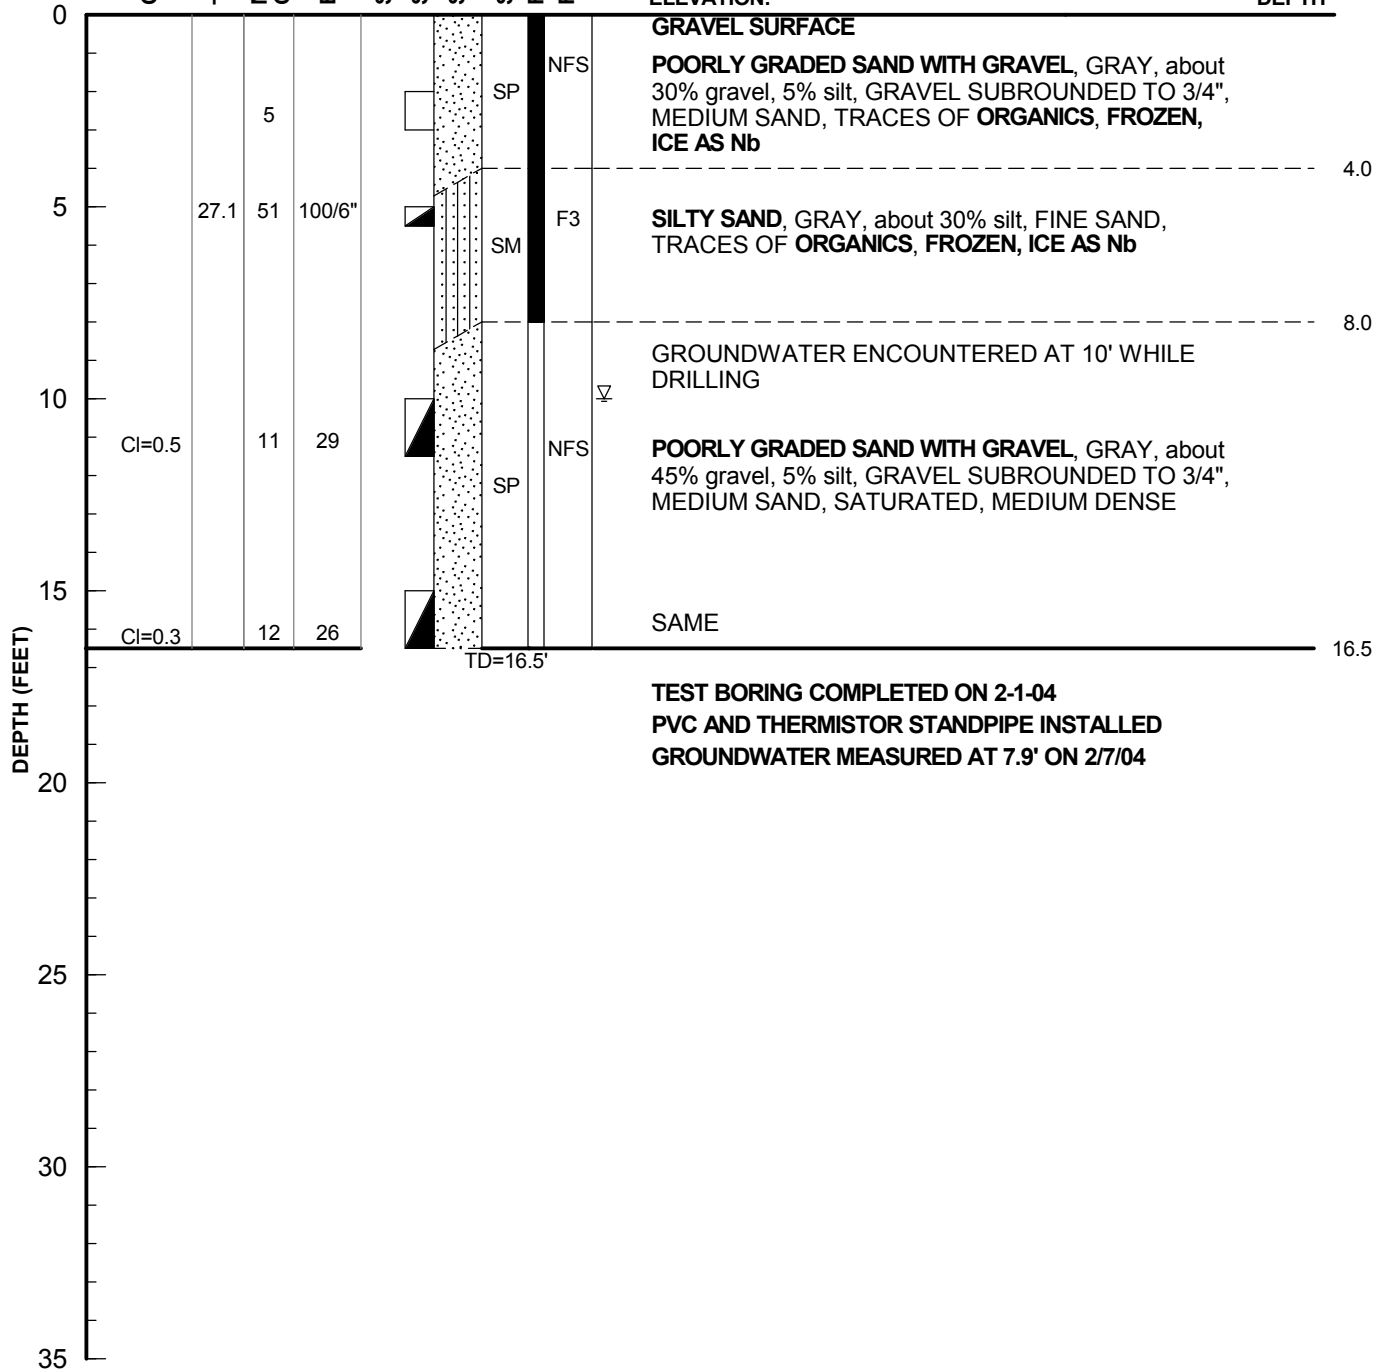 ELEVATION:
DEPTH
0
GRAVEL SURFACE
NFS
POORLY GRADED SAND WITH GRAVEL, GRAY, about
30% gravel, 5% silt, GRAVEL SUBROUNDED TO 3/4",
MEDIUM SAND, TRACES OF ORGANICS, FROZEN,
ICE AS Nb
SP
5
4.0
5
27.1 51 100/6"
F3
SILTY SAND, GRAY, about 30% silt, FINE SAND,
TRACES OF ORGANICS, FROZEN, ICE AS Nb
SM
8.0
GROUNDWATER ENCOUNTERED AT 10' WHILE
DRILLING
10
Cl=0.5 11 29
NFS
POORLY GRADED SAND WITH GRAVEL, GRAY, about
45% gravel, 5% silt, GRAVEL SUBROUNDED TO 3/4",
MEDIUM SAND, SATURATED, MEDIUM DENSE
SP
15
Cl=0.3 12 26
SAME
16.5
TD=16.5'
TEST BORING COMPLETED ON 2-1-04
PVC AND THERMISTOR STANDPIPE INSTALLED
GROUNDWATER MEASURED AT 7.9' ON 2/7/04
DEPTH (FEET)
20
25
30
35